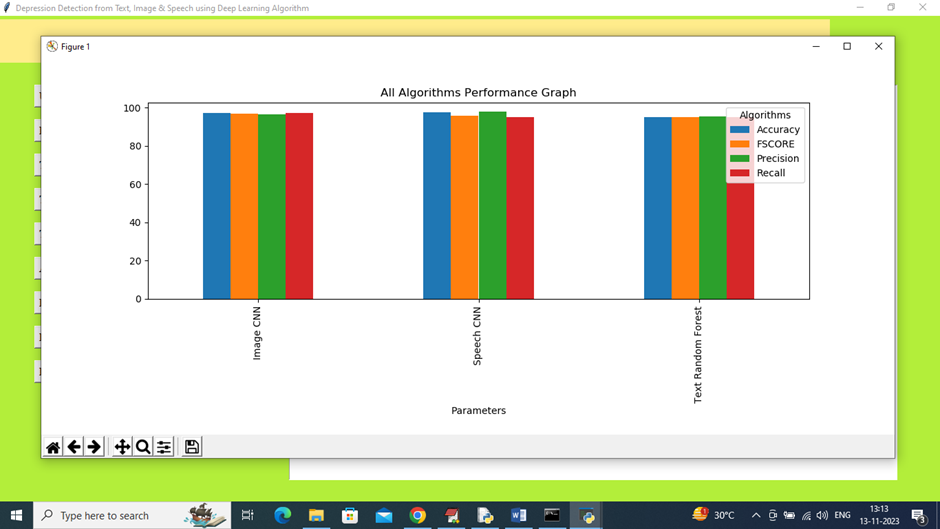 Depression Detection from Text, Image & Speech using Deep Learning Algorithm
Figure 1
All Algorithms Performance Graph
100
80
60
40
20
0
Algorithms
Accuracy
FSCORE
Precision
Recall
Image CNN
Speech CNN
Text Random Forest
Parameters
Type here to search
30°C
ENG
13:13
13-11-2023
3